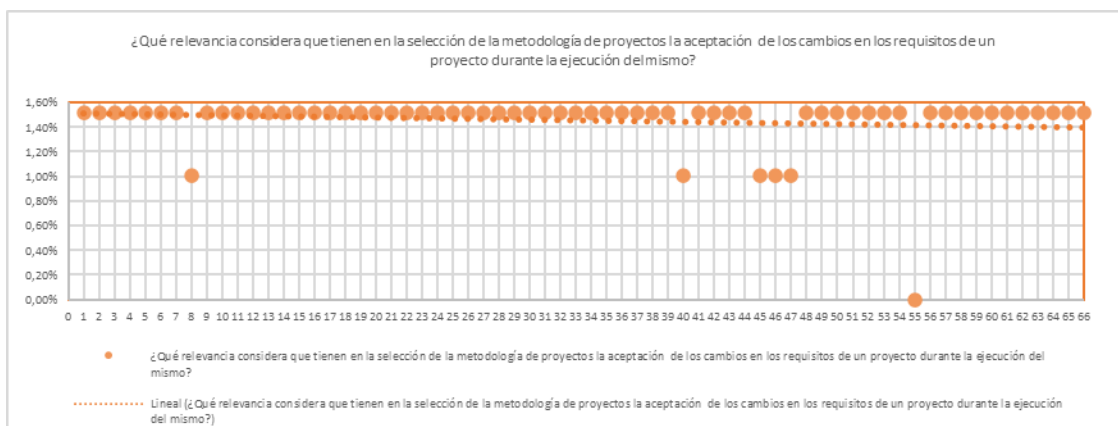 ¿Qué relevancia considera que tienen en la selección de la metodología de proyectos la aceptación de los cambios en los requisitos de un
proyecto durante la ejecución del mismo?
1,60%
1,40%
1,20%
1,00%
0,80%
0,60%
0,40%
0,20%
0,00%
0 1 2 3 4 5 6 7 8 9 10 11 12 13 14 15 16 17 18 19 20 21 22 23 24 25 26 27 28 29 30 31 32 33 34 35 36 37 38 39 40 41 42 43 44 45 46 47 48 49 50 51 52 53 54 55 56 57 58 59 60 61 62 63 64 65 66
¿Qué relevancia considera que tienen en la selección de la metodología de proyectos la aceptación de los cambios en los requisitos de un proyecto durante la ejecución del
mismo?
Lineal (¿Qué relevancia considera que tienen en la selección de la metodología de proyectos la aceptación de los cambios en los requisitos de un proyecto durante la ejecución
del mismo?)